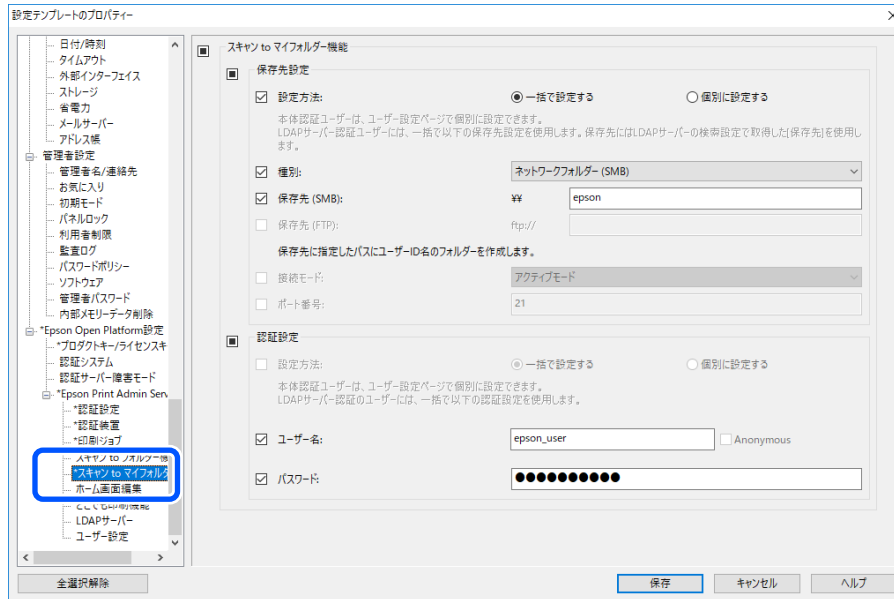 設定テンプレートのプロパティー
日付/時刻
タイムアウト
外部インターフェイス
ストレージ
省電力
メールサーバー
アドレス帳
管理者設定
管理者名/連絡先
お気に入り
初期モード
パネルロック
利用者制限
監査ログ
パスワードポリシー
ソフトウェア
管理者パスワード
内部メモリーデータ削除
*Epson Open Platform設定
*プロダクトキー/ライセンスキ
認証システム
認証サーバー障害モード
*Epson Print Admin Serv
*認証設定
*認証装置
*印刷ジョブ
スキャン to フォルダー機
*スキャン to マイフォルダ
ホーム画面編集
どこでも印刷機能
LDAPサーバー
ユーザー設定
全選択解除
スキャン to マイフォルダー機能
保存先設定
設定方法: 一括で設定する 個別に設定する
本体認証ユーザーは、ユーザー設定ページで個別に設定できます。
LDAPサーバー認証ユーザーには、一括で以下の保存先設定を使用します。保存先にはLDAPサーバーの検索設定で取得した[保存先]を使用し
ます。
種別: ネットワークフォルダー (SMB)
保存先 (SMB): ¥¥ epson
保存先 (FTP): ftp://
保存先に指定したパスにユーザーID名のフォルダーを作成します。
接続モード: アクティブモード
ポート番号: 21
認証設定
設定方法: 一括で設定する 個別に設定する
本体認証ユーザーは、ユーザー設定ページで個別に設定できます。
LDAPサーバー認証のユーザーには、一括で以下の認証設定を使用します。
ユーザー名: epson_user Anonymous
パスワード: ●●●●●●●●●●
保存 キャンセル ヘルプ